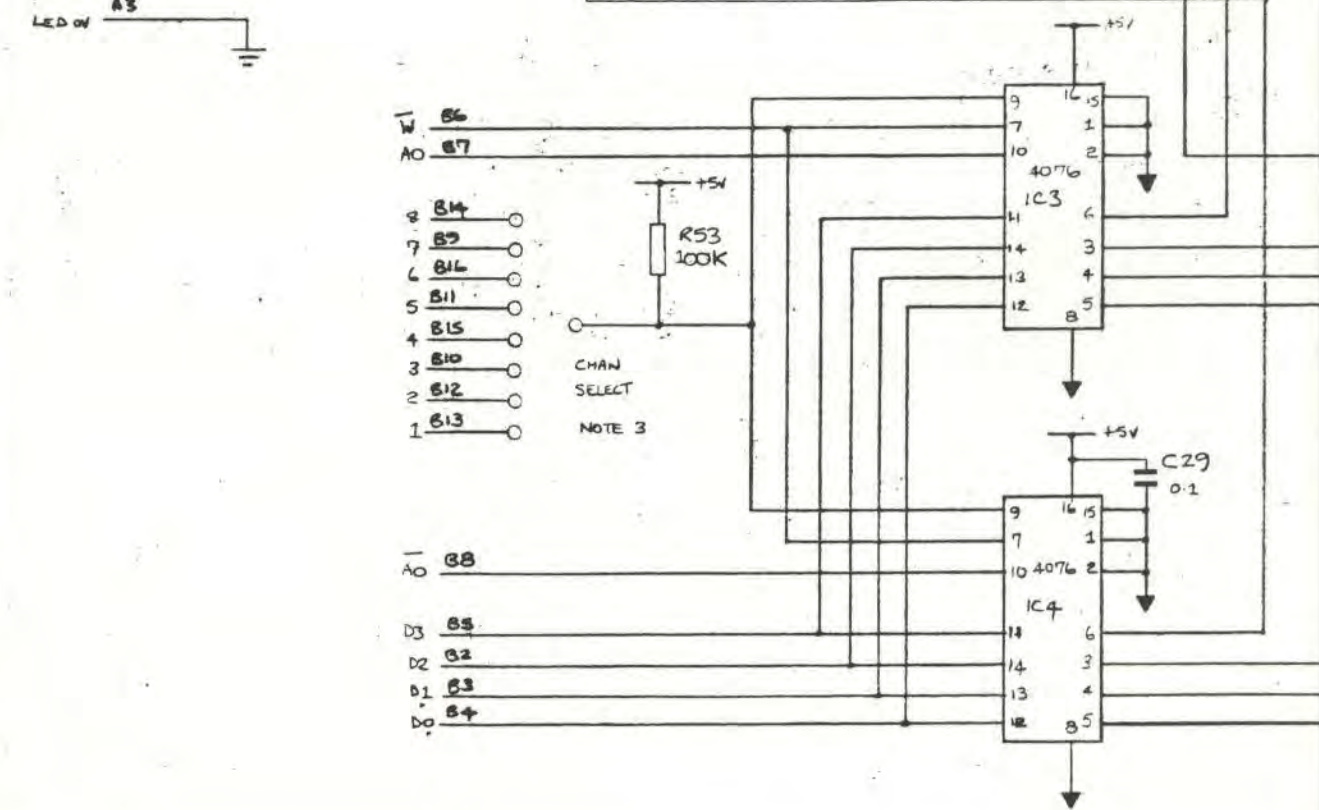 A3
LED 0V
+5V
W̅ B6
A0 B7
8 B14
7 B9
6 B16
5 B11
4 B15
3 B10
2 B12
1 B13
+5V
R53
100K
CHAN
SELECT
NOTE 3
9
7
10
11
14
13
12
16
15
1
2
4076
IC3
6
3
4
5
8
+5V
C29
0.1
A̅0̅ B8
D3 B5
D2 B2
D1 B3
D0 B4
9
7
10
11
14
13
12
16
15
1
2
4076
IC4
6
3
4
5
8